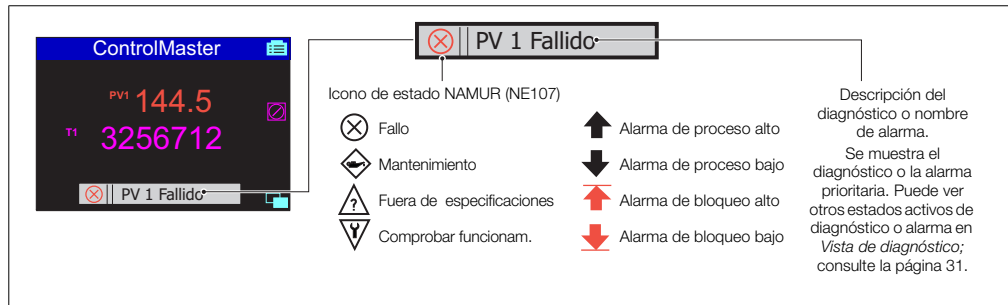 ControlMaster
PV1 144.5
T1 3256712
PV 1 Fallido
PV 1 Fallido
Icono de estado NAMUR (NE107)
Fallo
Mantenimiento
? Fuera de especificaciones
Comprobar funcionam.
Alarma de proceso alto
Alarma de proceso bajo
Alarma de bloqueo alto
Alarma de bloqueo bajo
Descripción del
diagnóstico o nombre
de alarma.
Se muestra el
diagnóstico o la alarma
prioritaria. Puede ver
otros estados activos de
diagnóstico o alarma en
Vista de diagnóstico;
consulte la página 31.